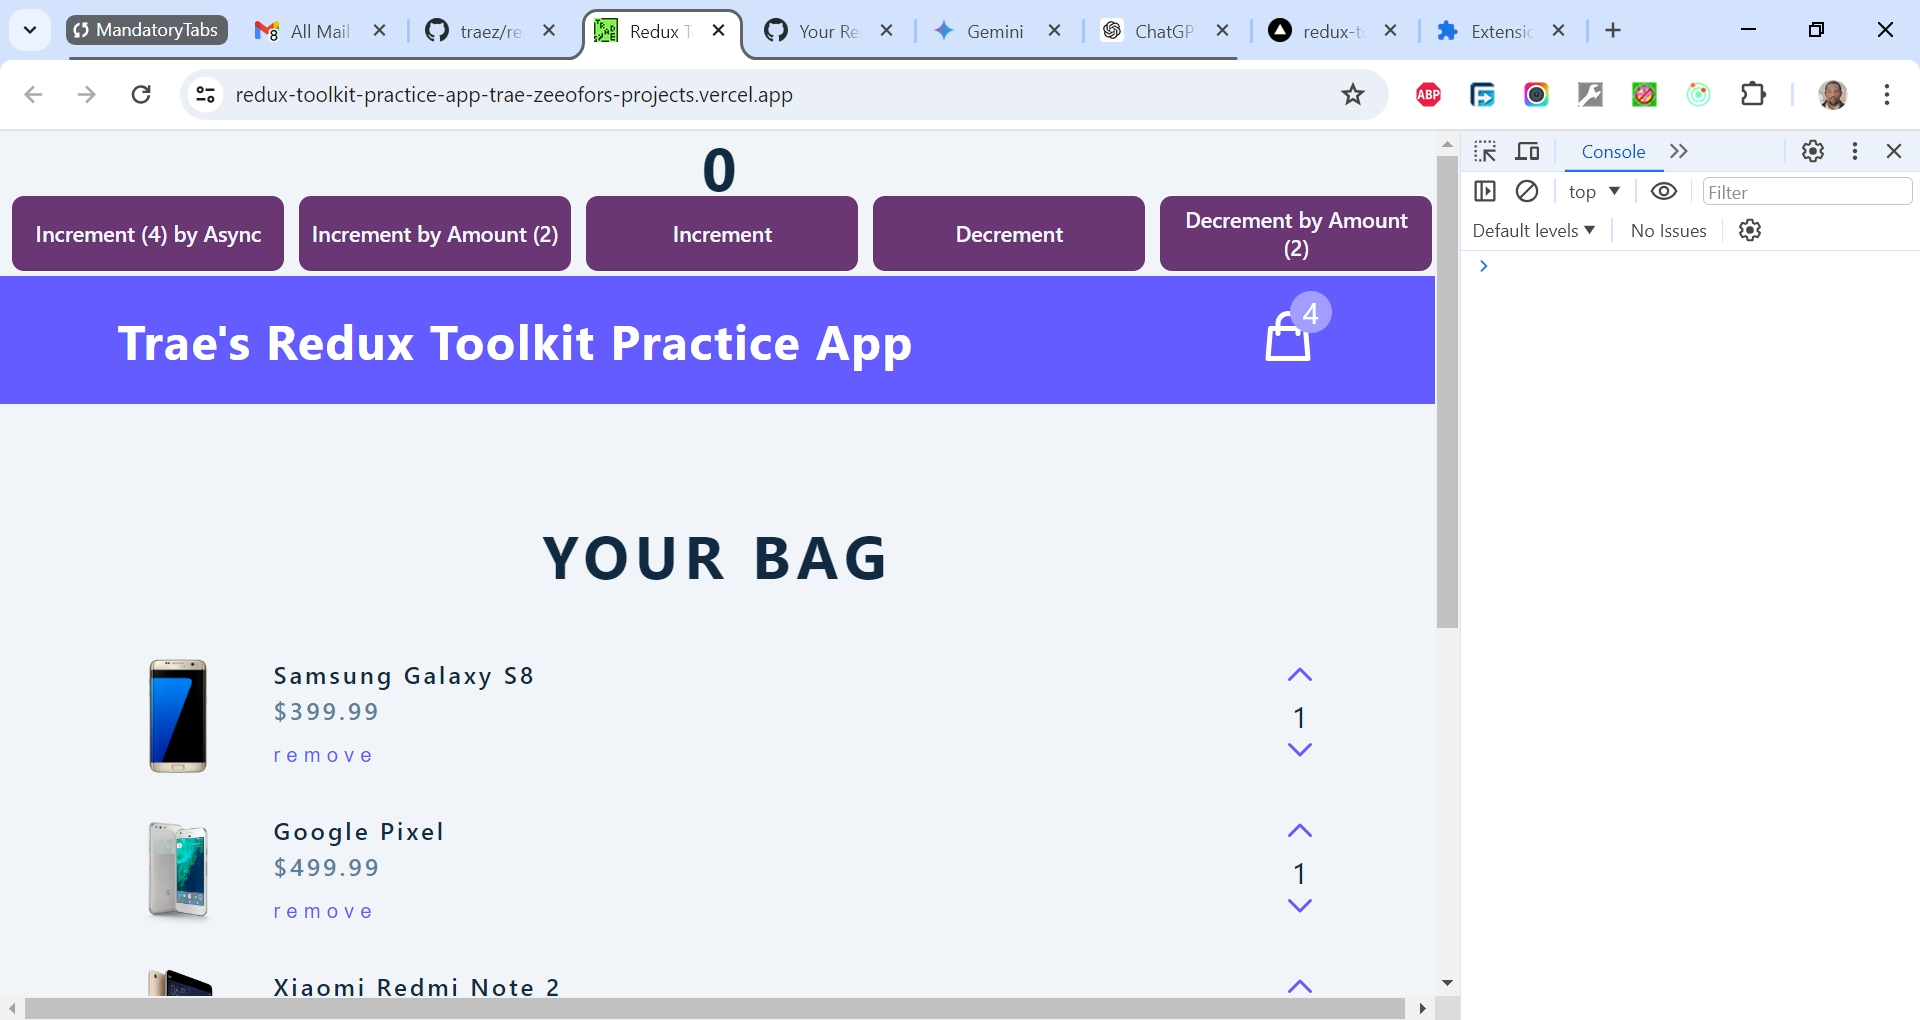 MandatoryTabs
All Mail
traez/re
Redux T
Your Re
Gemini
ChatGP
redux-t
Extensio
redux-toolkit-practice-app-trae-zeeofors-projects.vercel.app
ABP
Console
top
Filter
Default levels
No Issues
0
Increment (4) by Async
Increment by Amount (2)
Increment
Decrement
Decrement by Amount
(2)
Trae's Redux Toolkit Practice App
4
YOUR BAG
Samsung Galaxy S8
$399.99
remove
1
Google Pixel
$499.99
remove
1
Xiaomi Redmi Note 2